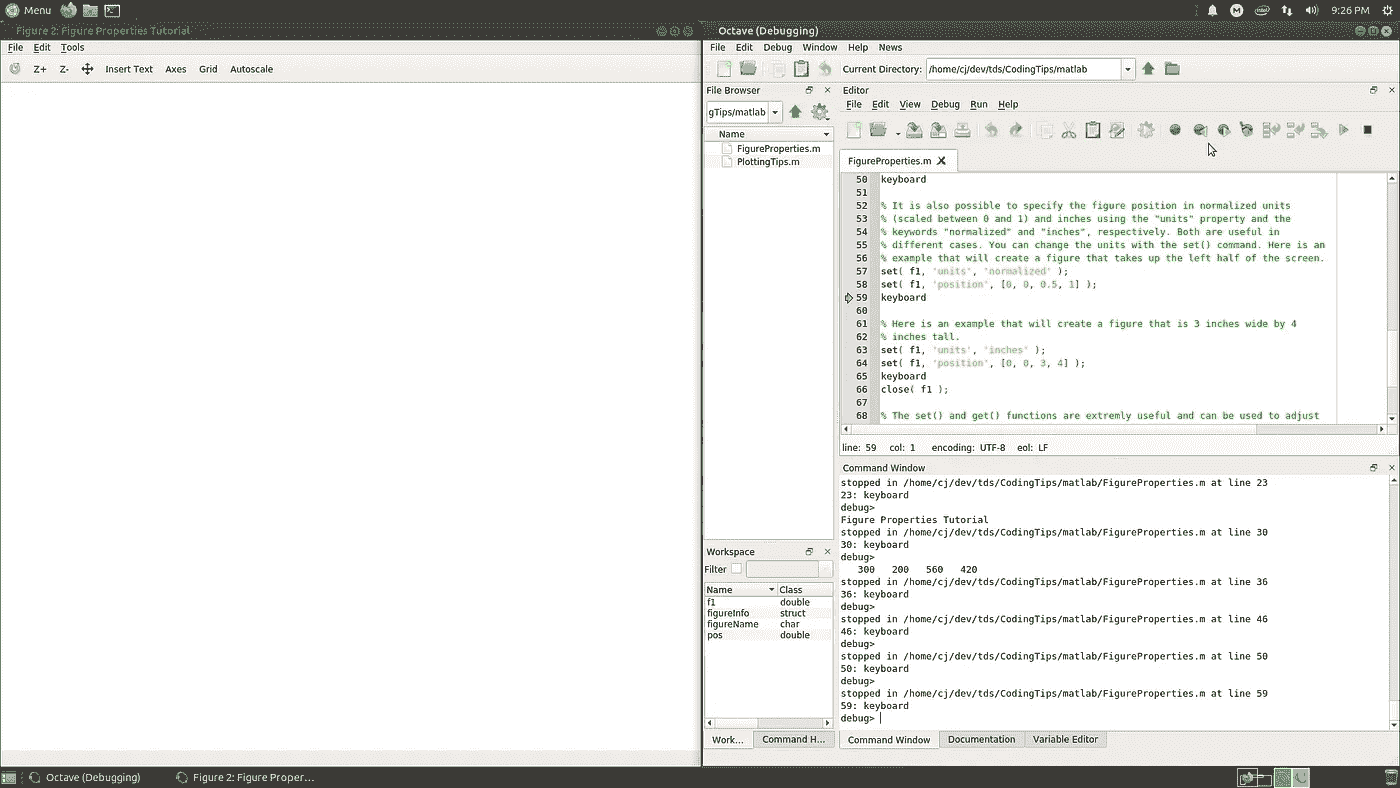 Menu
9:26 PM
Figure 2: Figure Properties Tutorial
File Edit Tools
Z+ Z- Insert Text Axes Grid Autoscale
Octave (Debugging)
File Edit Debug Window Help News
Current Directory: /home/cj/dev/tds/CodingTips/matlab
File Browser
gTips/matlab
Name
FigureProperties.m
PlottingTips.m
Workspace
Filter
Name Class
f1 double
figureInfo struct
figureName char
pos double
Work... Command H...
Editor
File Edit View Debug Run Help
FigureProperties.m
50 keyboard
51
52 % It is also possible to specify the figure position in normalized units
53 % (scaled between 0 and 1) and inches using the "units" property and the
54 % keywords "normalized" and "inches", respectively. Both are useful in
55 % different cases. You can change the units with the set() command. Here is an
56 % example that will create a figure that takes up the left half of the screen.
57 set( f1, 'units', 'normalized' );
58 set( f1, 'position', [0, 0, 0.5, 1] );
59 keyboard
60
61 % Here is an example that will create a figure that is 3 inches wide by 4
62 % inches tall.
63 set( f1, 'units', 'inches' );
64 set( f1, 'position', [0, 0, 3, 4] );
65 keyboard
66 close( f1 );
67
68 % The set() and get() functions are extremly useful and can be used to adjust
line: 59 col: 1 encoding: UTF-8 eol: LF
Command Window
stopped in /home/cj/dev/tds/CodingTips/matlab/FigureProperties.m at line 23
23: keyboard
debug>
Figure Properties Tutorial
stopped in /home/cj/dev/tds/CodingTips/matlab/FigureProperties.m at line 30
30: keyboard
debug>
300 200 560 420
stopped in /home/cj/dev/tds/CodingTips/matlab/FigureProperties.m at line 36
36: keyboard
debug>
stopped in /home/cj/dev/tds/CodingTips/matlab/FigureProperties.m at line 46
46: keyboard
debug>
stopped in /home/cj/dev/tds/CodingTips/matlab/FigureProperties.m at line 50
50: keyboard
debug>
stopped in /home/cj/dev/tds/CodingTips/matlab/FigureProperties.m at line 59
59: keyboard
debug>
Command Window Documentation Variable Editor
Octave (Debugging) Figure 2: Figure Proper...